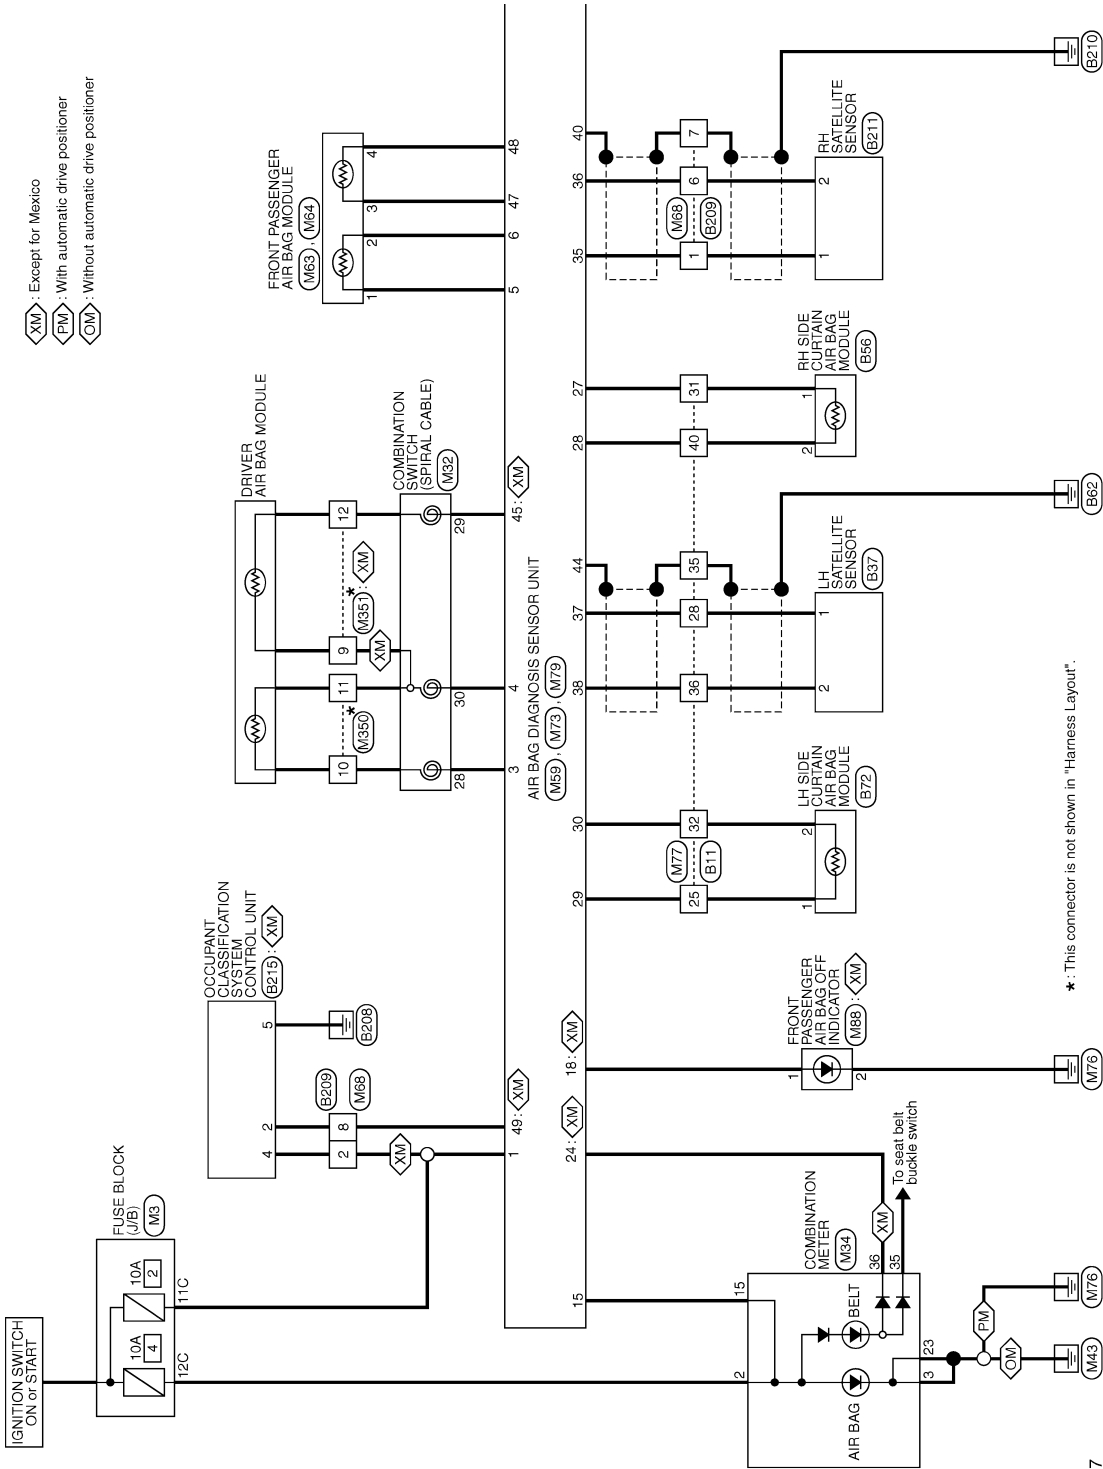 XM : Except for Mexico
PM : With automatic drive positioner
OM : Without automatic drive positioner
IGNITION SWITCH
ON or START
FUSE BLOCK
(J/B)
M3
10A
4
10A
2
12C
11C
OCCUPANT
CLASSIFICATION
SYSTEM
CONTROL UNIT
B215 : XM
4
2
5
B208
2
8
B209
M68
XM
DRIVER
AIR BAG MODULE
10
11
9
12
M350
*
M351 : XM
*
XM
COMBINATION
SWITCH
(SPIRAL CABLE)
M32
28
30
29
FRONT PASSENGER
AIR BAG MODULE
M63 , M64
1
2
3
4
1
49 : XM
3
4
45 : XM
5
6
47
48
AIR BAG DIAGNOSIS SENSOR UNIT
M59 , M73 , M79
15
24 : XM
18 : XM
29
30
38
37
44
28
27
35
36
40
25
32
36
28
35
40
31
1
6
7
M77
B11
M68
B209
COMBINATION
METER
M34
2
15
36
35
XM
To seat belt
buckle switch
BELT
AIR BAG
3
23
PM
OM
M43
M76
FRONT
PASSENGER
AIR BAG OFF
INDICATOR
M88 : XM
1
2
M76
LH SIDE
CURTAIN
AIR BAG
MODULE
B72
1
2
LH
SATELLITE
SENSOR
B37
2
1
B62
RH SIDE
CURTAIN
AIR BAG
MODULE
B56
2
1
RH
SATELLITE
SENSOR
B211
1
2
B210
* : This connector is not shown in "Harness Layout".
7